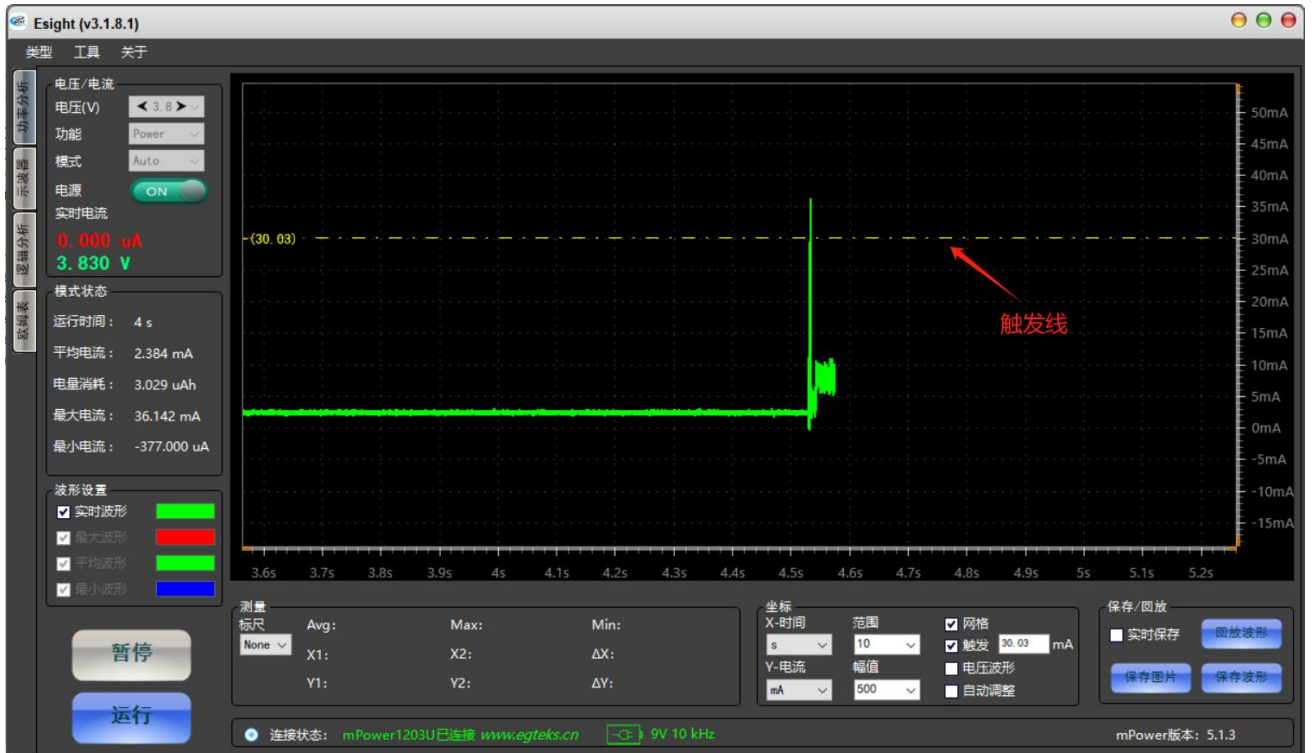 Esight (v3.1.8.1)
类型 工具 关于
功率分析
示波器
逻辑分析
欧姆表
电压/电流
电压(V) 3.8
功能 Power
模式 Auto
电源 ON
实时电流
0.000 uA
3.830 V
模式状态
运行时间： 4 s
平均电流： 2.384 mA
电量消耗： 3.029 uAh
最大电流： 36.142 mA
最小电流： -377.000 uA
波形设置
实时波形
最大波形
平均波形
最小波形
暂停
运行
(30.03)
触发线
50mA
45mA
40mA
35mA
30mA
25mA
20mA
15mA
10mA
5mA
0mA
-5mA
-10mA
-15mA
3.6s 3.7s 3.8s 3.9s 4s 4.1s 4.2s 4.3s 4.4s 4.5s 4.6s 4.7s 4.8s 4.9s 5s 5.1s 5.2s
测量
标尺 Avg: Max: Min:
None X1: X2: ΔX:
Y1: Y2: ΔY:
坐标
X-时间 范围 网格
s 10 触发 30.03 mA
Y-电流 幅值 电压波形
mA 500 自动调整
保存/回放
实时保存 回放波形
保存图片 保存波形
连接状态： mPower1203U已连接 www.egteks.cn 9V 10 kHz mPower版本： 5.1.3